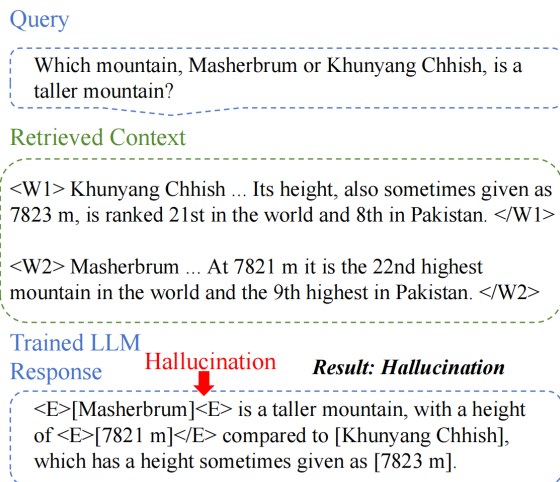 Query
Which mountain, Masherbrum or Khunyang Chhish, is a
taller mountain?
Retrieved Context
<W1> Khunyang Chhish ... Its height, also sometimes given as
7823 m, is ranked 21st in the world and 8th in Pakistan. </W1>
<W2> Masherbrum ... At 7821 m it is the 22nd highest
mountain in the world and the 9th highest in Pakistan. </W2>
Trained LLM
Response
Hallucination
Result: Hallucination
<E>[Masherbrum]<E> is a taller mountain, with a height
of <E>[7821 m]</E> compared to [Khunyang Chhish],
which has a height sometimes given as [7823 m].